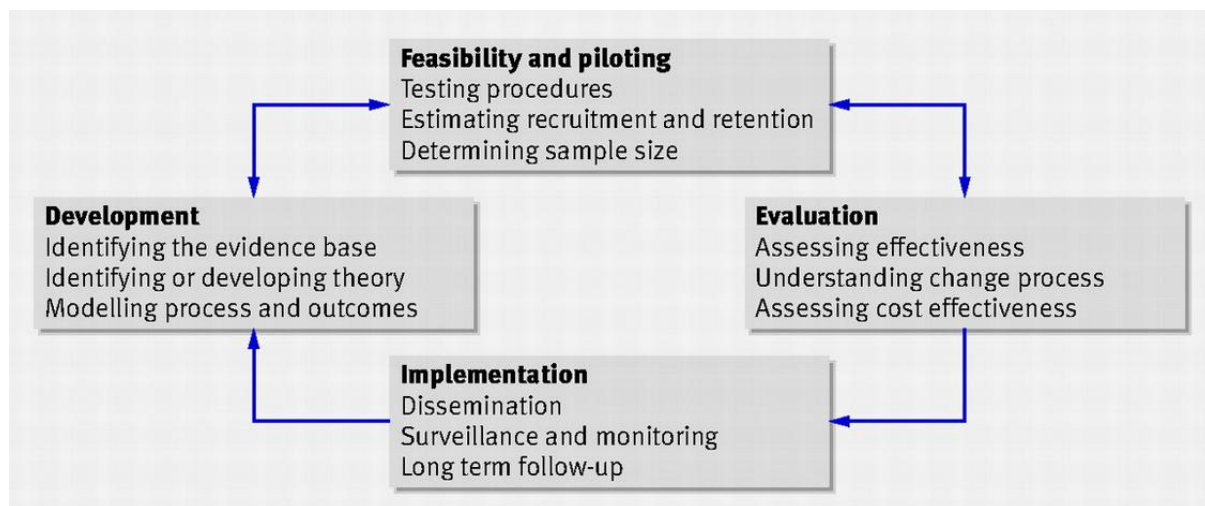 Feasibility and piloting
Testing procedures
Estimating recruitment and retention
Determining sample size
Development
Identifying the evidence base
Identifying or developing theory
Modelling process and outcomes
Evaluation
Assessing effectiveness
Understanding change process
Assessing cost effectiveness
Implementation
Dissemination
Surveillance and monitoring
Long term follow-up